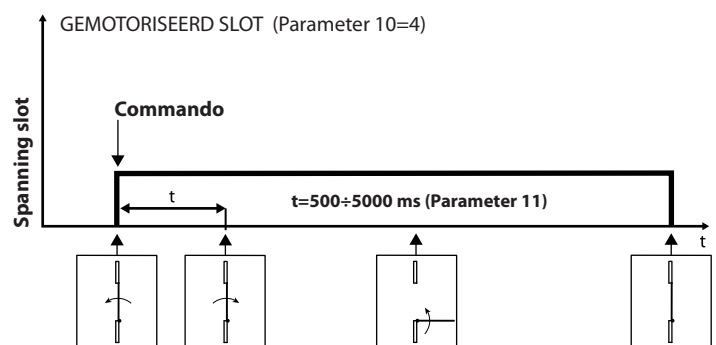 GEMOTORISEERD SLOT (Parameter 10=4)
Spanning slot
Commando
t
t=500÷5000 ms (Parameter 11)
t